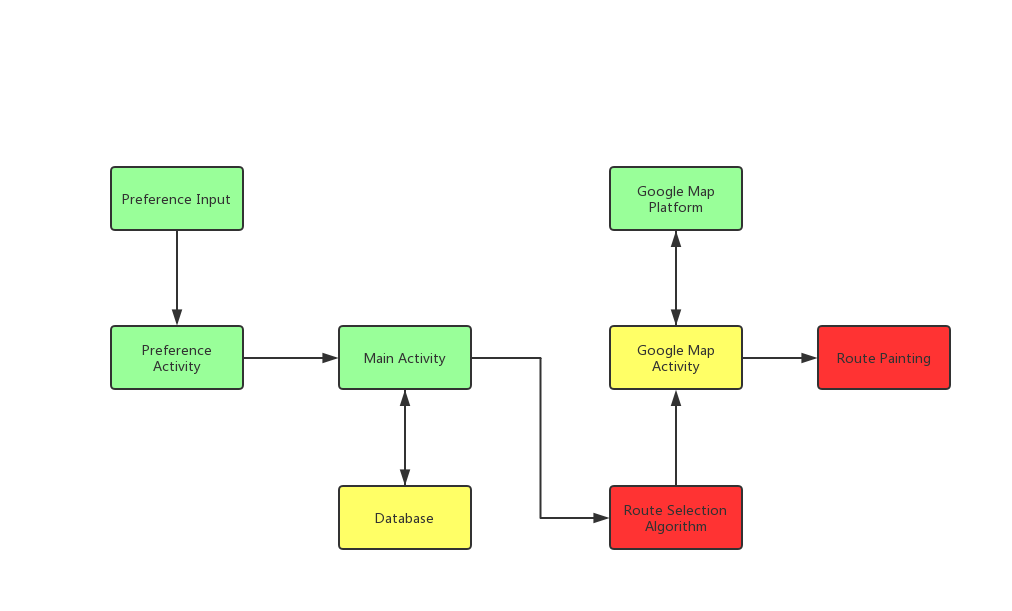 Preference Input
Google Map
Platform
Preference
Activity
Main Activity
Google Map
Activity
Route Painting
Database
Route Selection
Algorithm